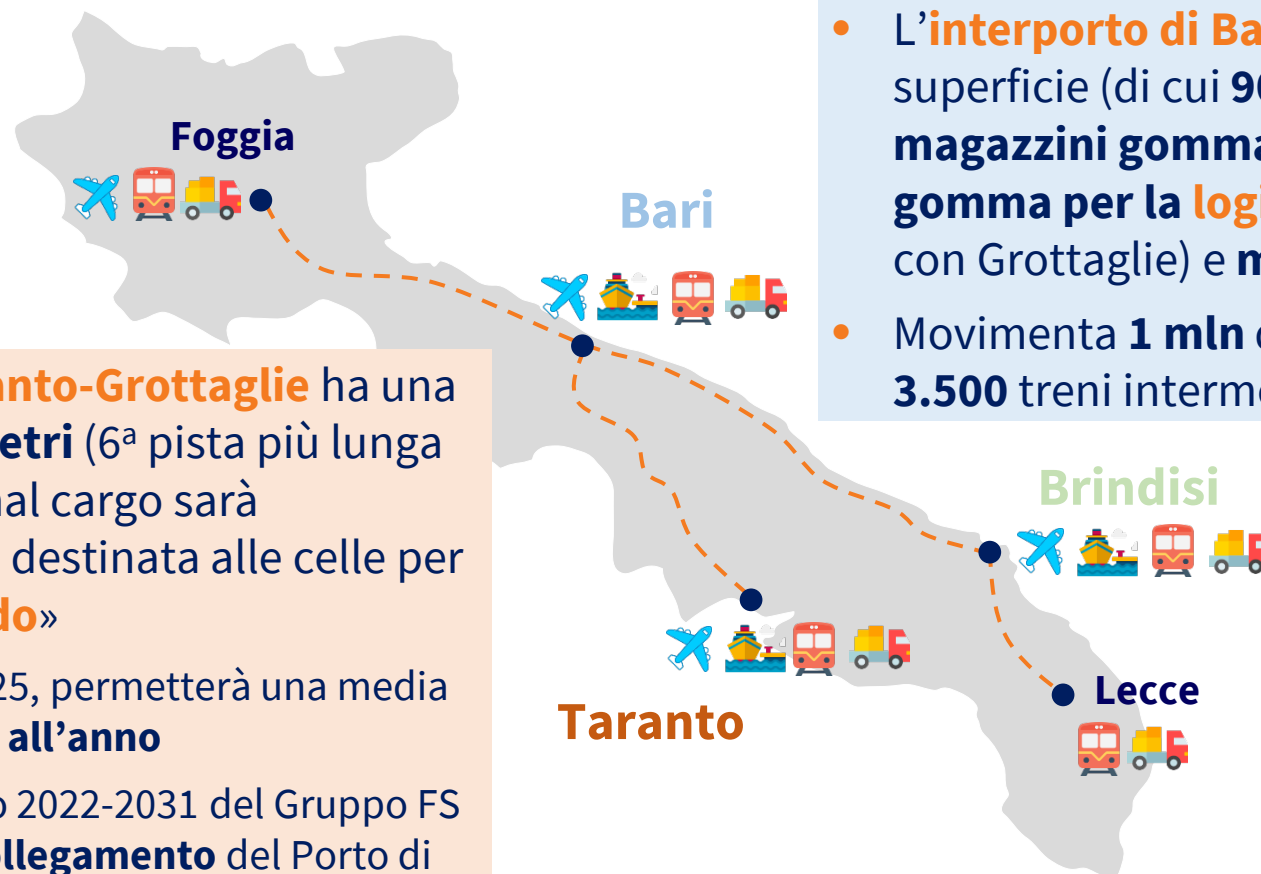 Foggia
Bari
L’interporto di Ba
superficie (di cui 90
magazzini gomma
gomma per la logi
con Grottaglie) e m
Movimenta 1 mln
3.500 treni interm
anto-Grottaglie ha una
etri (6ª pista più lunga
nal cargo sarà
destinata alle celle per
do»
25, permetterà una media
all’anno
o 2022-2031 del Gruppo FS
llegamento del Porto di
Brindisi
Taranto
Lecce